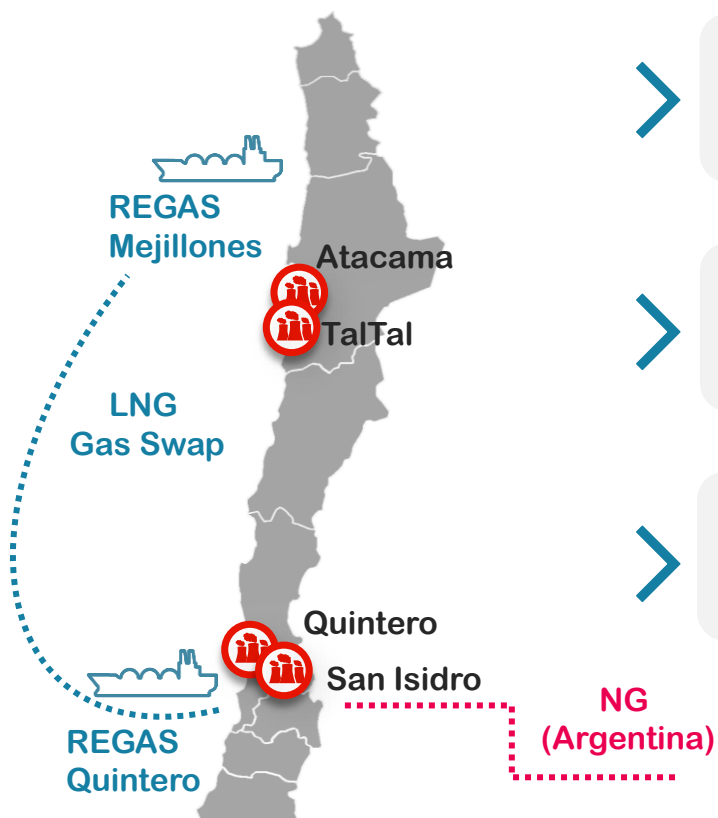 REGAS
Mejillones
Atacama
TalTal
LNG
Gas Swap
Quintero
San Isidro
NG
(Argentina)
REGAS
Quintero